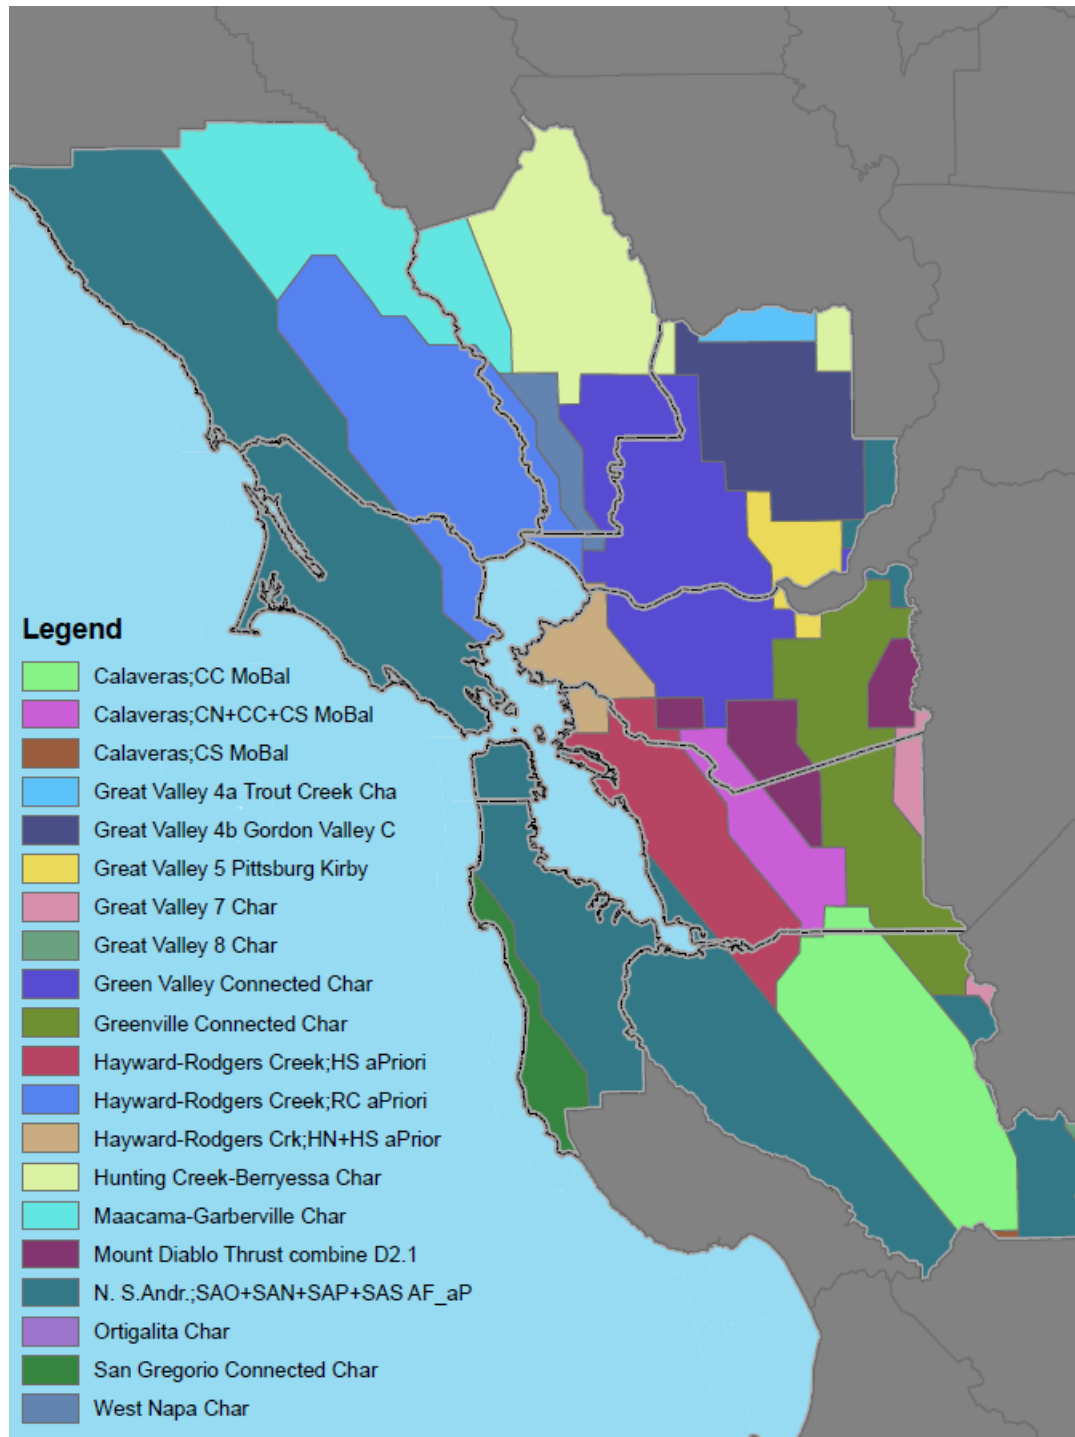 Legend
Calaveras;CC MoBal
Calaveras;CN+CC+CS MoBal
Calaveras;CS MoBal
Great Valley 4a Trout Creek Cha
Great Valley 4b Gordon Valley C
Great Valley 5 Pittsburg Kirby
Great Valley 7 Char
Great Valley 8 Char
Green Valley Connected Char
Greenville Connected Char
Hayward-Rodgers Creek;HS aPriori
Hayward-Rodgers Creek;RC aPriori
Hayward-Rodgers Crk;HN+HS aPrior
Hunting Creek-Berryessa Char
Maacama-Garberville Char
Mount Diablo Thrust combine D2.1
N. S.Andr.;SAO+SAN+SAP+SAS AF_aP
Ortigalita Char
San Gregorio Connected Char
West Napa Char